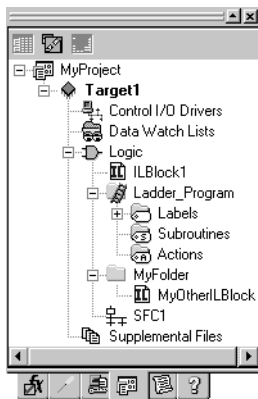 MyProject
Target1
Control I/O Drivers
Data Watch Lists
Logic
ILBlock1
Ladder_Program
Labels
Subroutines
Actions
MyFolder
MyOtherILBlock
SFC1
Supplemental Files